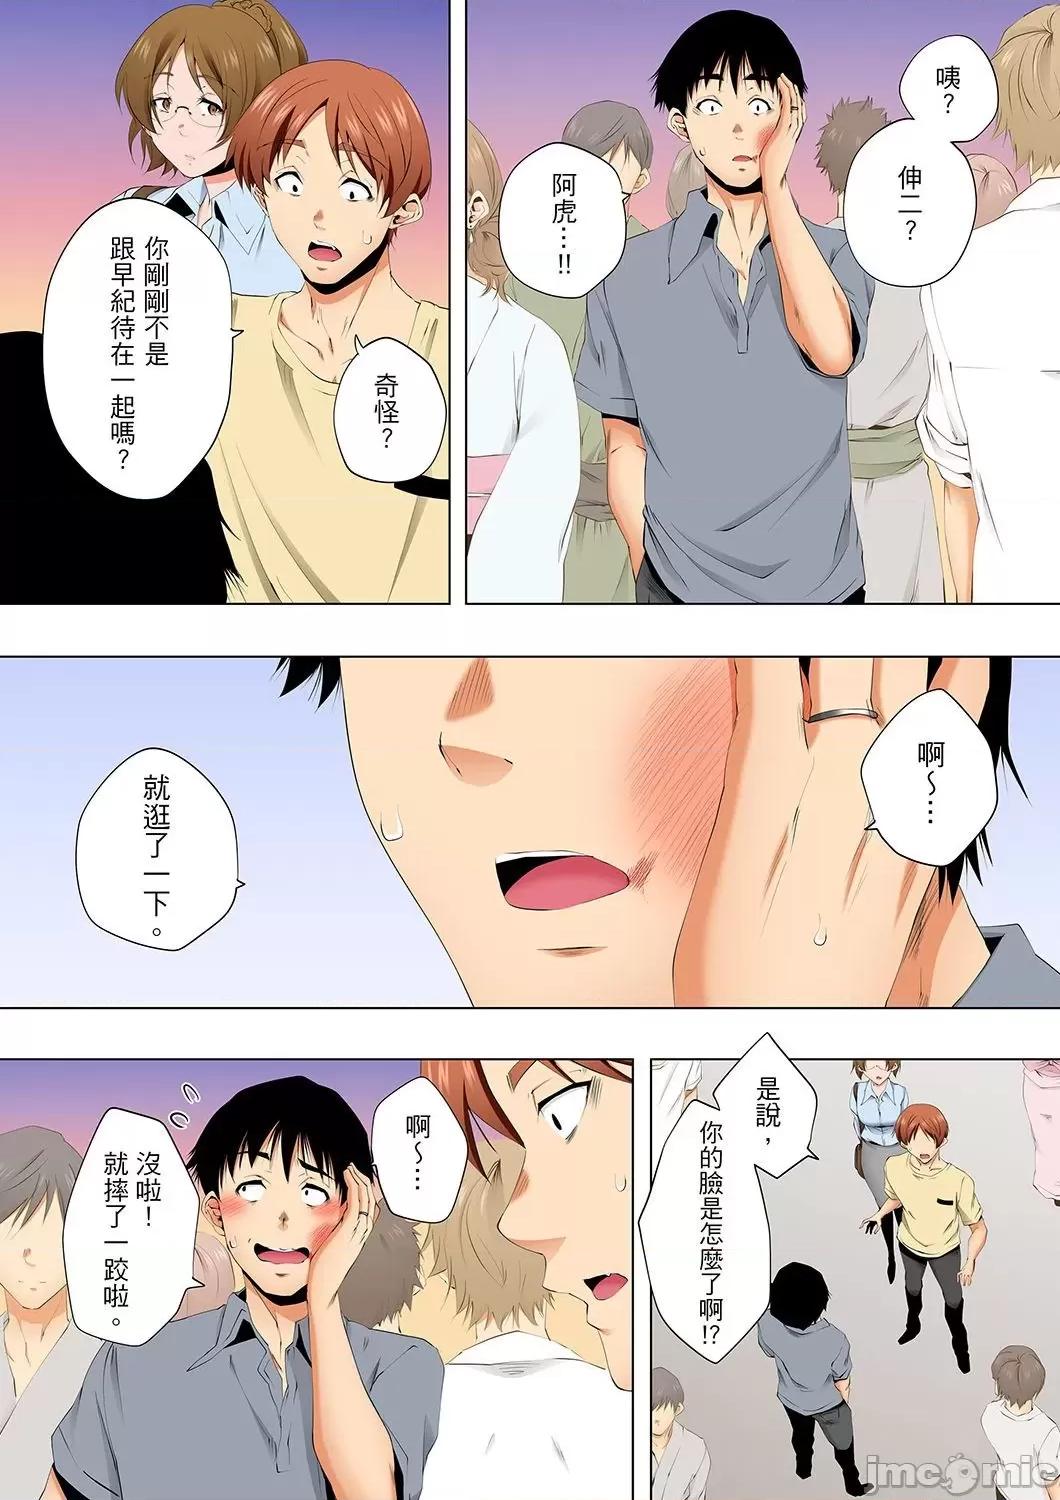 咦？
伸二？
阿虎…!!
奇怪？
你剛剛不是
跟早紀待在一起嗎？
啊～…
就逛了一下。
是說，
你的臉是怎麼了啊!?
啊～…
沒啦！
就摔了一跤啦。
jmcomic